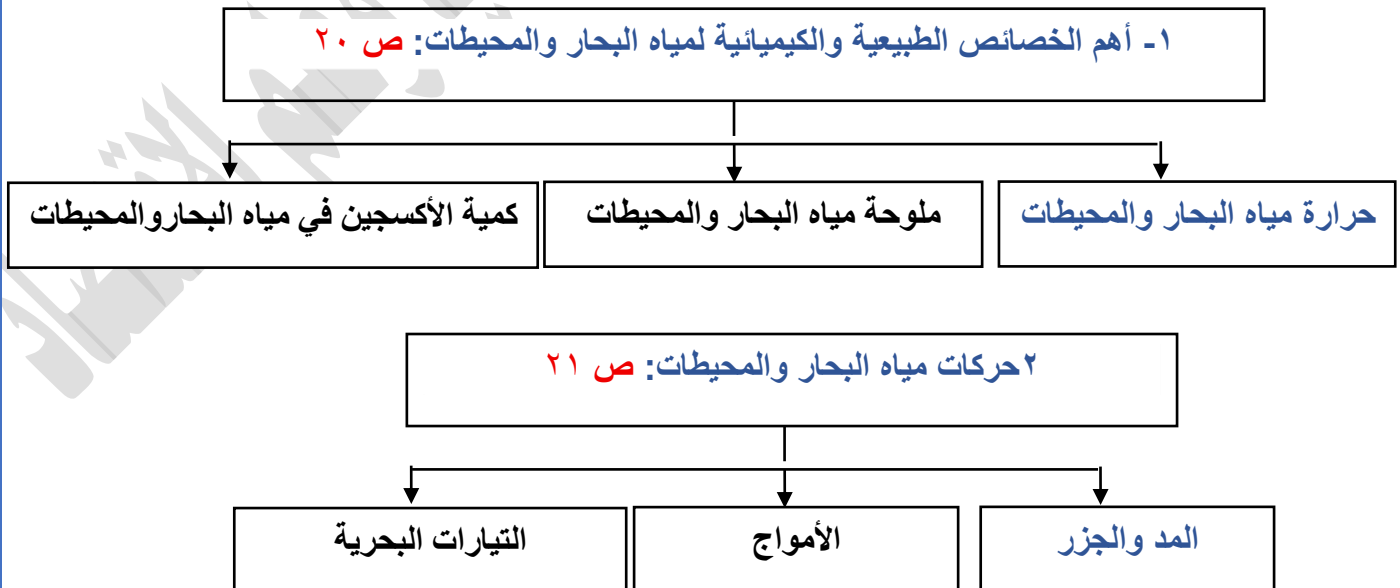 ١- أهم الخصائص الطبيعية والكيميائية لمياه البحار والمحيطات: ص ٢٠
حرارة مياه البحار والمحيطات
ملوحة مياه البحار والمحيطات
كمية الأكسجين في مياه البحاروالمحيطات
٢حركات مياه البحار والمحيطات: ص ٢١
المد والجزر
الأمواج
التيارات البحرية